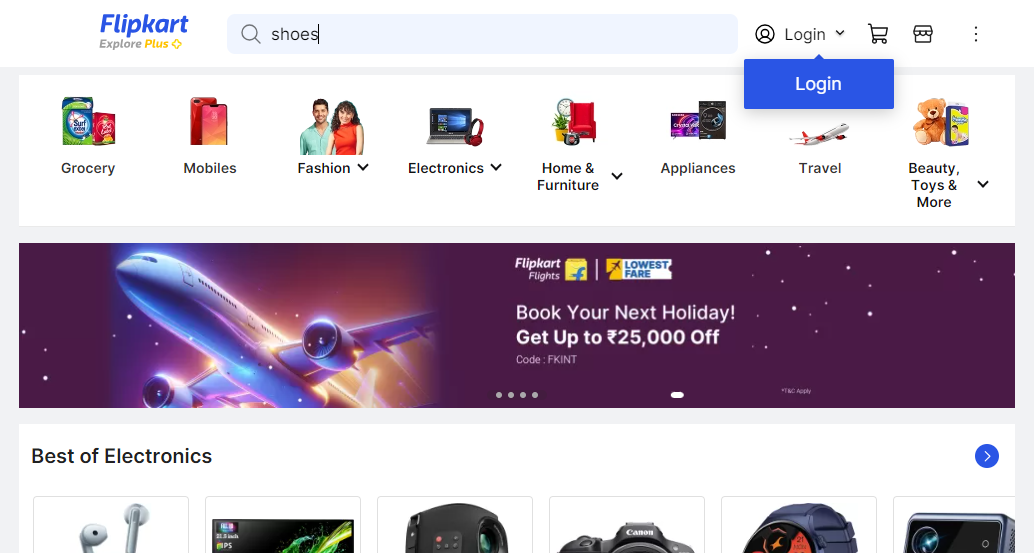 Flipkart
Explore Plus
shoes
Login
Login
Grocery
Mobiles
Fashion
Electronics
Home &
Furniture
Appliances
Travel
Beauty,
Toys &
More
Flipkart
Flights
LOWEST
FARE
Book Your Next Holiday!
Get Up to ₹25,000 Off
Code : FKINT
*T&C Apply
Best of Electronics
Canon